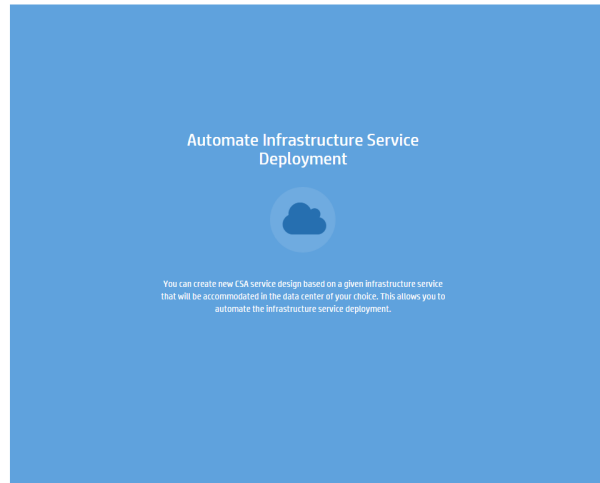 Automate Infrastructure Service
Deployment
You can create new CSA service design based on a given infrastructure service
that will be accommodated in the data center of your choice. This allows you to
automate the infrastructure service deployment.